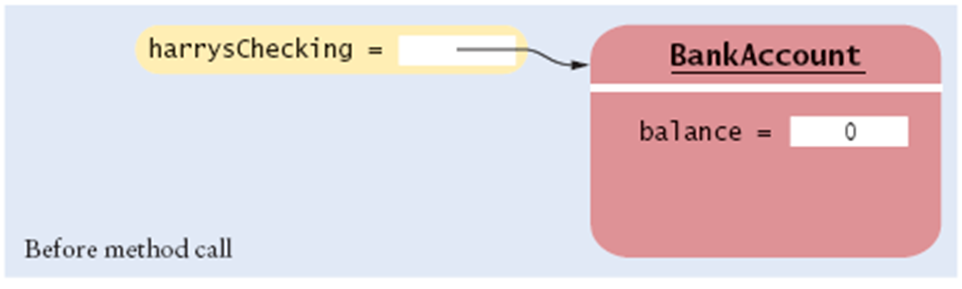 harrysChecking =
BankAccount
balance = 0
Before method call